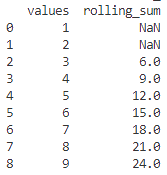 values rolling_sum
0 1 NaN
1 2 NaN
2 3 6.0
3 4 9.0
4 5 12.0
5 6 15.0
6 7 18.0
7 8 21.0
8 9 24.0